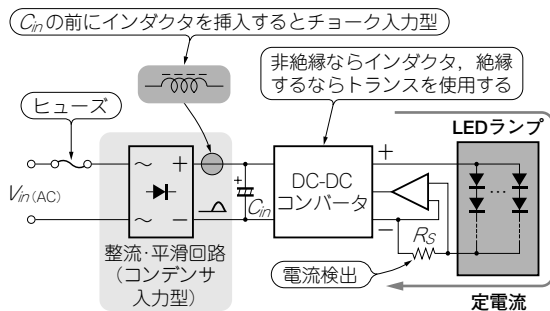 Cinの前にインダクタを挿入するとチョーク入力型
非絶縁ならインダクタ，絶縁
するならトランスを使用する
ヒューズ
LEDランプ
Vin(AC)
～
＋
～
−
＋
Cin
DC-DC
コンバータ
＋
−
RS
整流・平滑回路
（コンデンサ
入力型）
電流検出
定電流